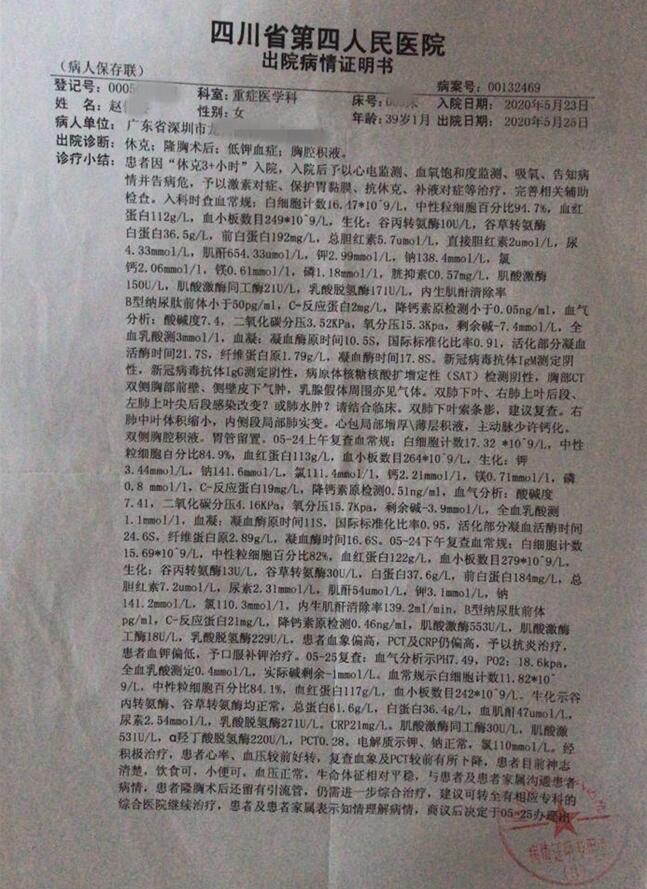 四川省第四人民医院
出院病情证明书
（病人保存联）
登记号：000 科室：重症医学科 床号： 入院日期：2020年5月23日 病案号：00132469
姓名：赵 性别：女 年龄：39岁1月 出院日期：2020年5月25日
病人单位：广东省深圳市龙
出院诊断：休克；隆胸术后；低钾血症；胸腔积液。
诊疗小结：患者因“休克3+小时”入院，入院后予以心电监测、血氧饱和度监测、吸氧、告知病
情并告病危，予以激素对症、保护胃黏膜、抗休克、补液对症等治疗，完善相关辅助
检查。入科时查血常规：白细胞计数16.47*10^9/L，中性粒细胞百分比94.7%，血红
蛋白112g/L，血小板数目249*10^9/L，生化：谷丙转氨酶10U/L，谷草转氨酶
白蛋白36.5g/L，前白蛋白192mg/L，总胆红素5.7umol/L，直接胆红素2umol/L，尿
4.33mmol/L，肌酐654.33umol/L，钾2.99mmol/L，钠138.4mmol/L，氯
钙2.06mmol/l，镁0.61mmol/L，磷1.18mmol/L，胱抑素C0.57mg/L，肌酸激酶
150U/L，肌酸激酶同工酶21U/L，乳酸脱氢酶171U/L，内生肌酐清除率
B型纳尿肽前体小于50pg/ml，C-反应蛋白2mg/L，降钙素原检测小于0.05ng/ml，血气
分析：酸碱度7.4，二氧化碳分压3.52KPa，氧分压15.3Kpa，剩余碱-7.4mmol/L，全
血乳酸测3mmol/l，血凝：凝血酶原时间10.5S，国际标准化比率0.91，活化部分凝血
活酶时间21.7S，纤维蛋白原1.79g/L，凝血酶时间17.8S。新冠病毒抗体IgM测定阴
性，新冠病毒抗体IgG测定阴性，病原体核糖核酸扩增定性（SAT）检测阴性，胸部CT
双侧胸部前壁、侧壁皮下气肿，乳腺假体周围亦见气体。双肺下叶、右肺上叶后段、
左肺上叶尖后段感染改变？或肺水肿？请结合临床。双肺下叶索条影，建议复查。右
肺中叶体积缩小，内侧段局部实变。心包局部增厚\薄层积液，主动脉少许钙化。
双侧胸腔积液。胃管留置。05-24上午复查血常规：白细胞计数17.32 *10^9/L，中性
粒细胞百分比84.9%，血红蛋白113g/L，血小板数目264*10^9/L，生化：钾
3.44mmol/L，钠141.6mmol/L，氯111.4mmol/l，钙2.21mmol/l，镁0.71mmol/l，磷
0.8 mmol/l，C-反应蛋白19mg/L，降钙素原检测0.51ng/ml，血气分析：酸碱度
7.41，二氧化碳分压4.16KPa，氧分压15.7Kpa，剩余碱-3.9mmol/L，全血乳酸测
1.1mmol/l，血凝：凝血酶原时间11S，国际标准化比率0.95，活化部分凝血活酶时间
24.6S，纤维蛋白原2.89g/L，凝血酶时间16.6S。05-24下午复查血常规：白细胞计数
15.69*10^9/L，中性粒细胞百分比82%，血红蛋白122g/L，血小板数目279*10^9/L，
生化：谷丙转氨酶13U/L，谷草转氨酶30U/L，白蛋白37.6g/L，前白蛋白184mg/L，总
胆红素7.2umol/L，尿素2.31mmol/L，肌酐54umol/L，钾3.1mmol/L，钠
141.2mmol/L，氯110.3mmol/l，内生肌酐清除率139.2ml/min，B型纳尿肽前体
pg/ml，C-反应蛋白21mg/L，降钙素原检测0.46ng/ml，肌酸激酶553U/L，肌酸激酶
工酶18U/L，乳酸脱氢酶229U/L，患者血象偏高，PCT及CRP仍偏高，予以抗炎治疗，
患者血钾偏低，予口服补钾治疗。05-25复查：血气分析示PH7.49，PO2：18.6kpa，
全血乳酸测定0.4mmol/L，实际碱剩余-1mmol/L。血常规示白细胞计数11.82*10^
9/L，中性粒细胞百分比84.1%，血红蛋白117g/L，血小板数目242*10^9/L。生化示谷
丙转氨酶、谷草转氨酶均正常，总蛋白61.6g/L，白蛋白36.4g/L，血肌酐47umol/L，
尿素2.54mmol/L，乳酸脱氢酶271U/L。CRP21mg/L。肌酸激酶同工酶30U/L，肌酸激
531U/L，α羟丁酸脱氢酶220U/L，PCT0.28。电解质示钾、钠正常，氯110mmol/L。经
积极治疗，患者心率、血压较前好转，复查血象及PCT较前有所下降，患者目前神志
清楚，饮食可，小便可。血压正常，生命体征相对平稳，与患者及患者家属沟通患者
病情，患者隆胸术后还留有引流管，仍需进一步综合治疗，建议可转至有相应专科的
综合医院继续治疗，患者及患者家属表示知情理解病情，商议后决定于05-25办理出
病情证明专用章